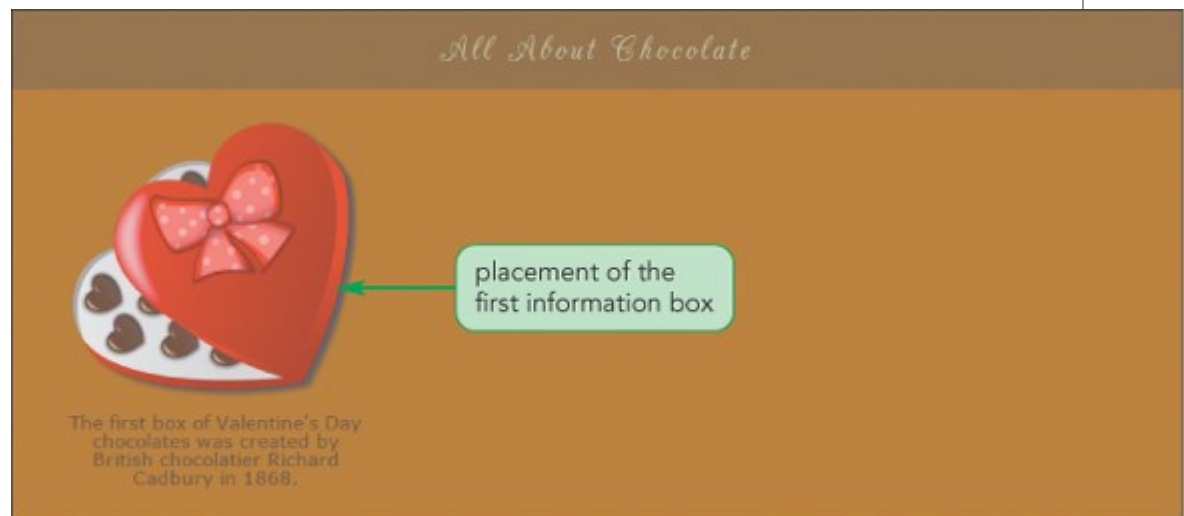 All About Chocolate
placement of the
first information box
The first box of Valentine's Day
chocolates was created by
British chocolatier Richard
Cadbury in 1868.